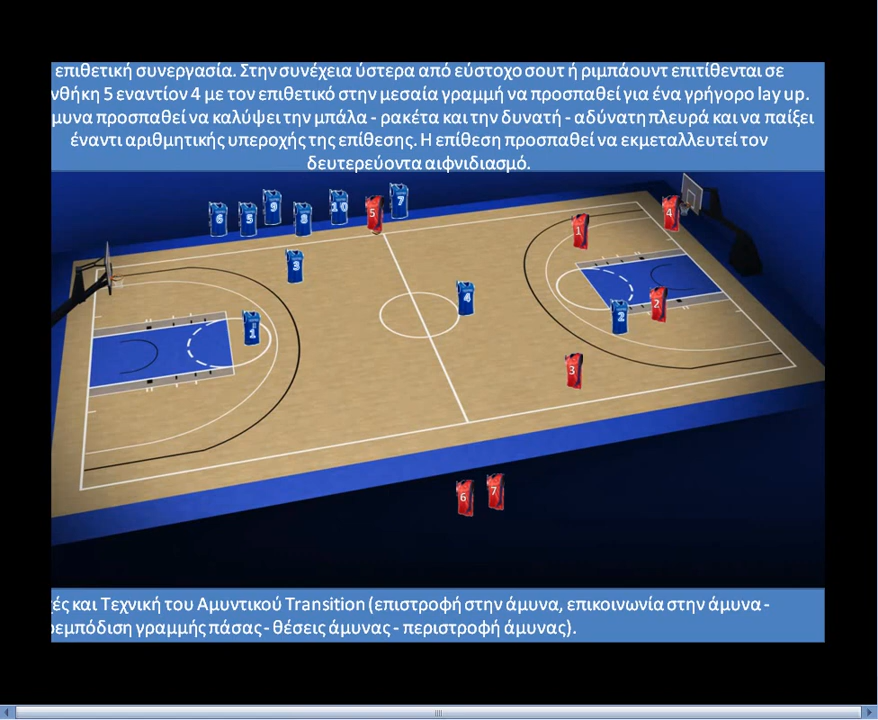 επιθετική συνεργασία. Στην συνέχεια ύστερα από εύστοχο σουτ ή ριμπάουντ επιτίθενται σε
νθήκη 5 εναντίον 4 με τον επιθετικό στην μεσαία γραμμή να προσπαθεί για ένα γρήγορο lay up.
μυνα προσπαθεί να καλύψει την μπάλα - ρακέτα και την δυνατή - αδύνατη πλευρά και να παίξει
έναντι αριθμητικής υπεροχής της επίθεσης. Η επίθεση προσπαθεί να εκμεταλλευτεί τον
δευτερεύοντα αιφνιδιασμό.
6 5 9 8 10 5 7
1 4
3
4
2 2
1
3
6 7
ές και Τεχνική του Αμυντικού Transition (επιστροφή στην άμυνα, επικοινωνία στην άμυνα -
ρεμπόδιση γραμμής πάσας - θέσεις άμυνας - περιστροφή άμυνας).